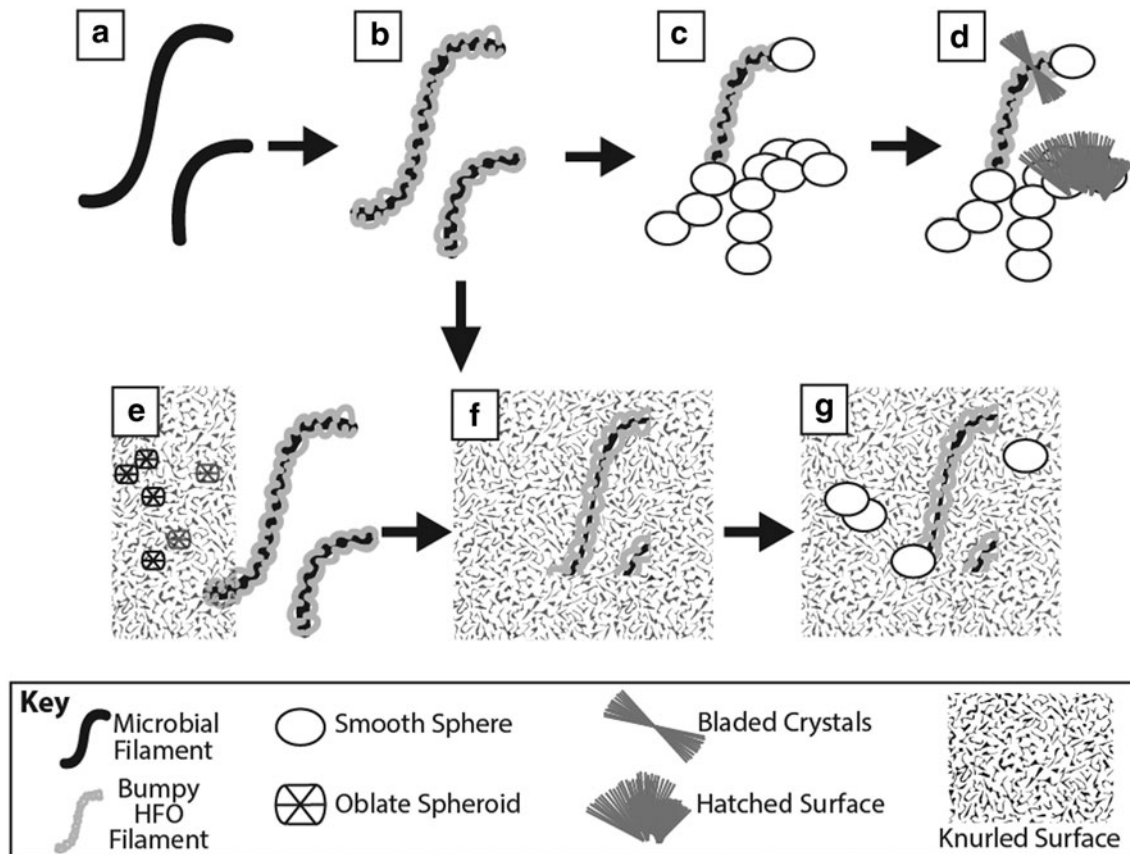 a
b
c
d
e
f
g
Key
Microbial
Filament
Smooth Sphere
Bladed Crystals
Bumpy
HFO
Filament
Oblate Spheroid
Hatched Surface
Knurled Surface